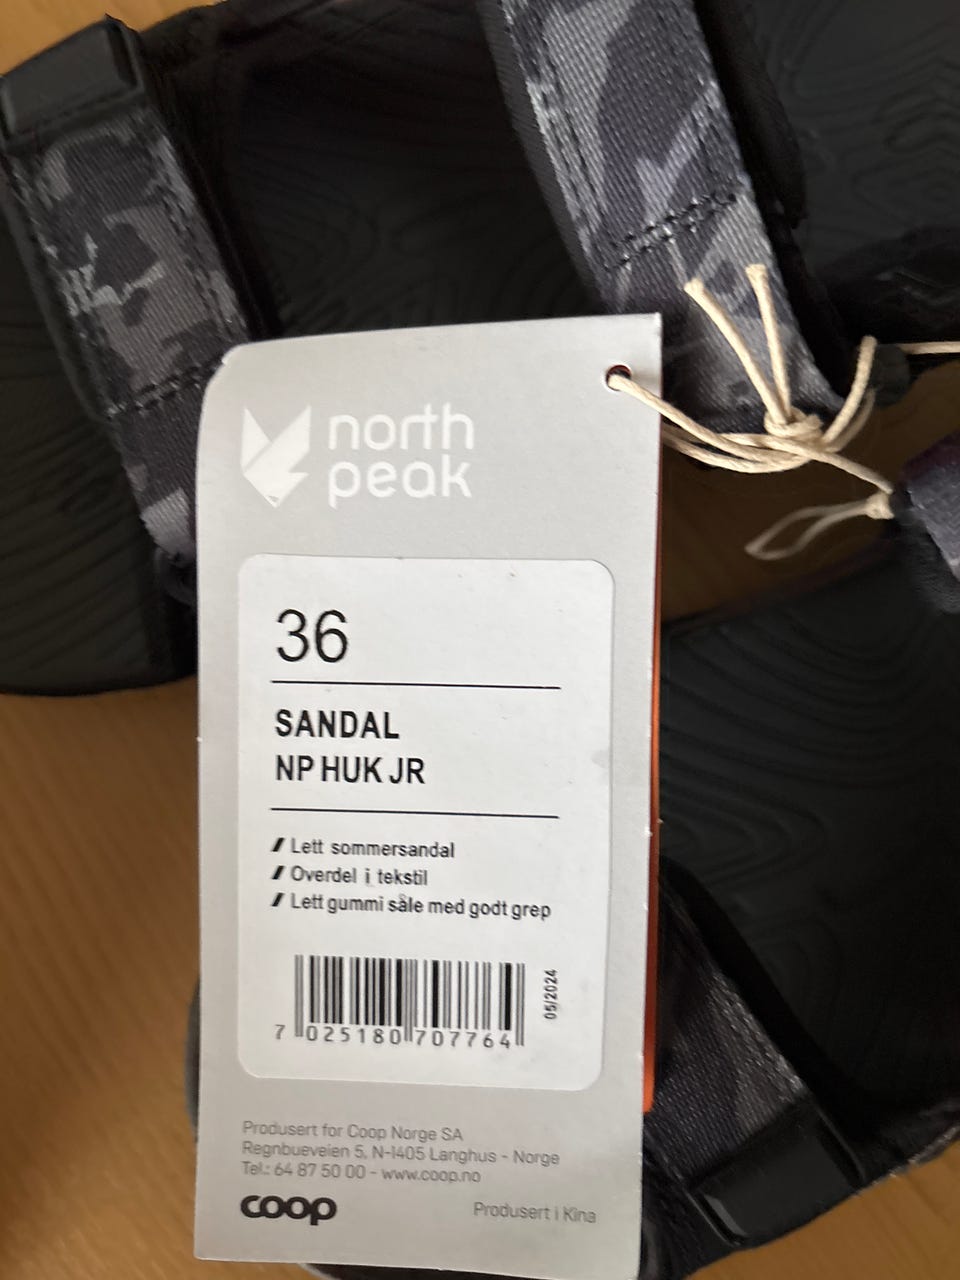 north
peak
36
SANDAL
NP HUK JR
Lett sommersandal
Overdel i tekstil
Lett gummi såle med godt grep
05/2024
7 025180 707764
Produsert for Coop Norge SA
Regnbueveien 5, N-1405 Langhus - Norge
Tel.: 64 87 50 00 - www.coop.no
coop
Produsert i Kina